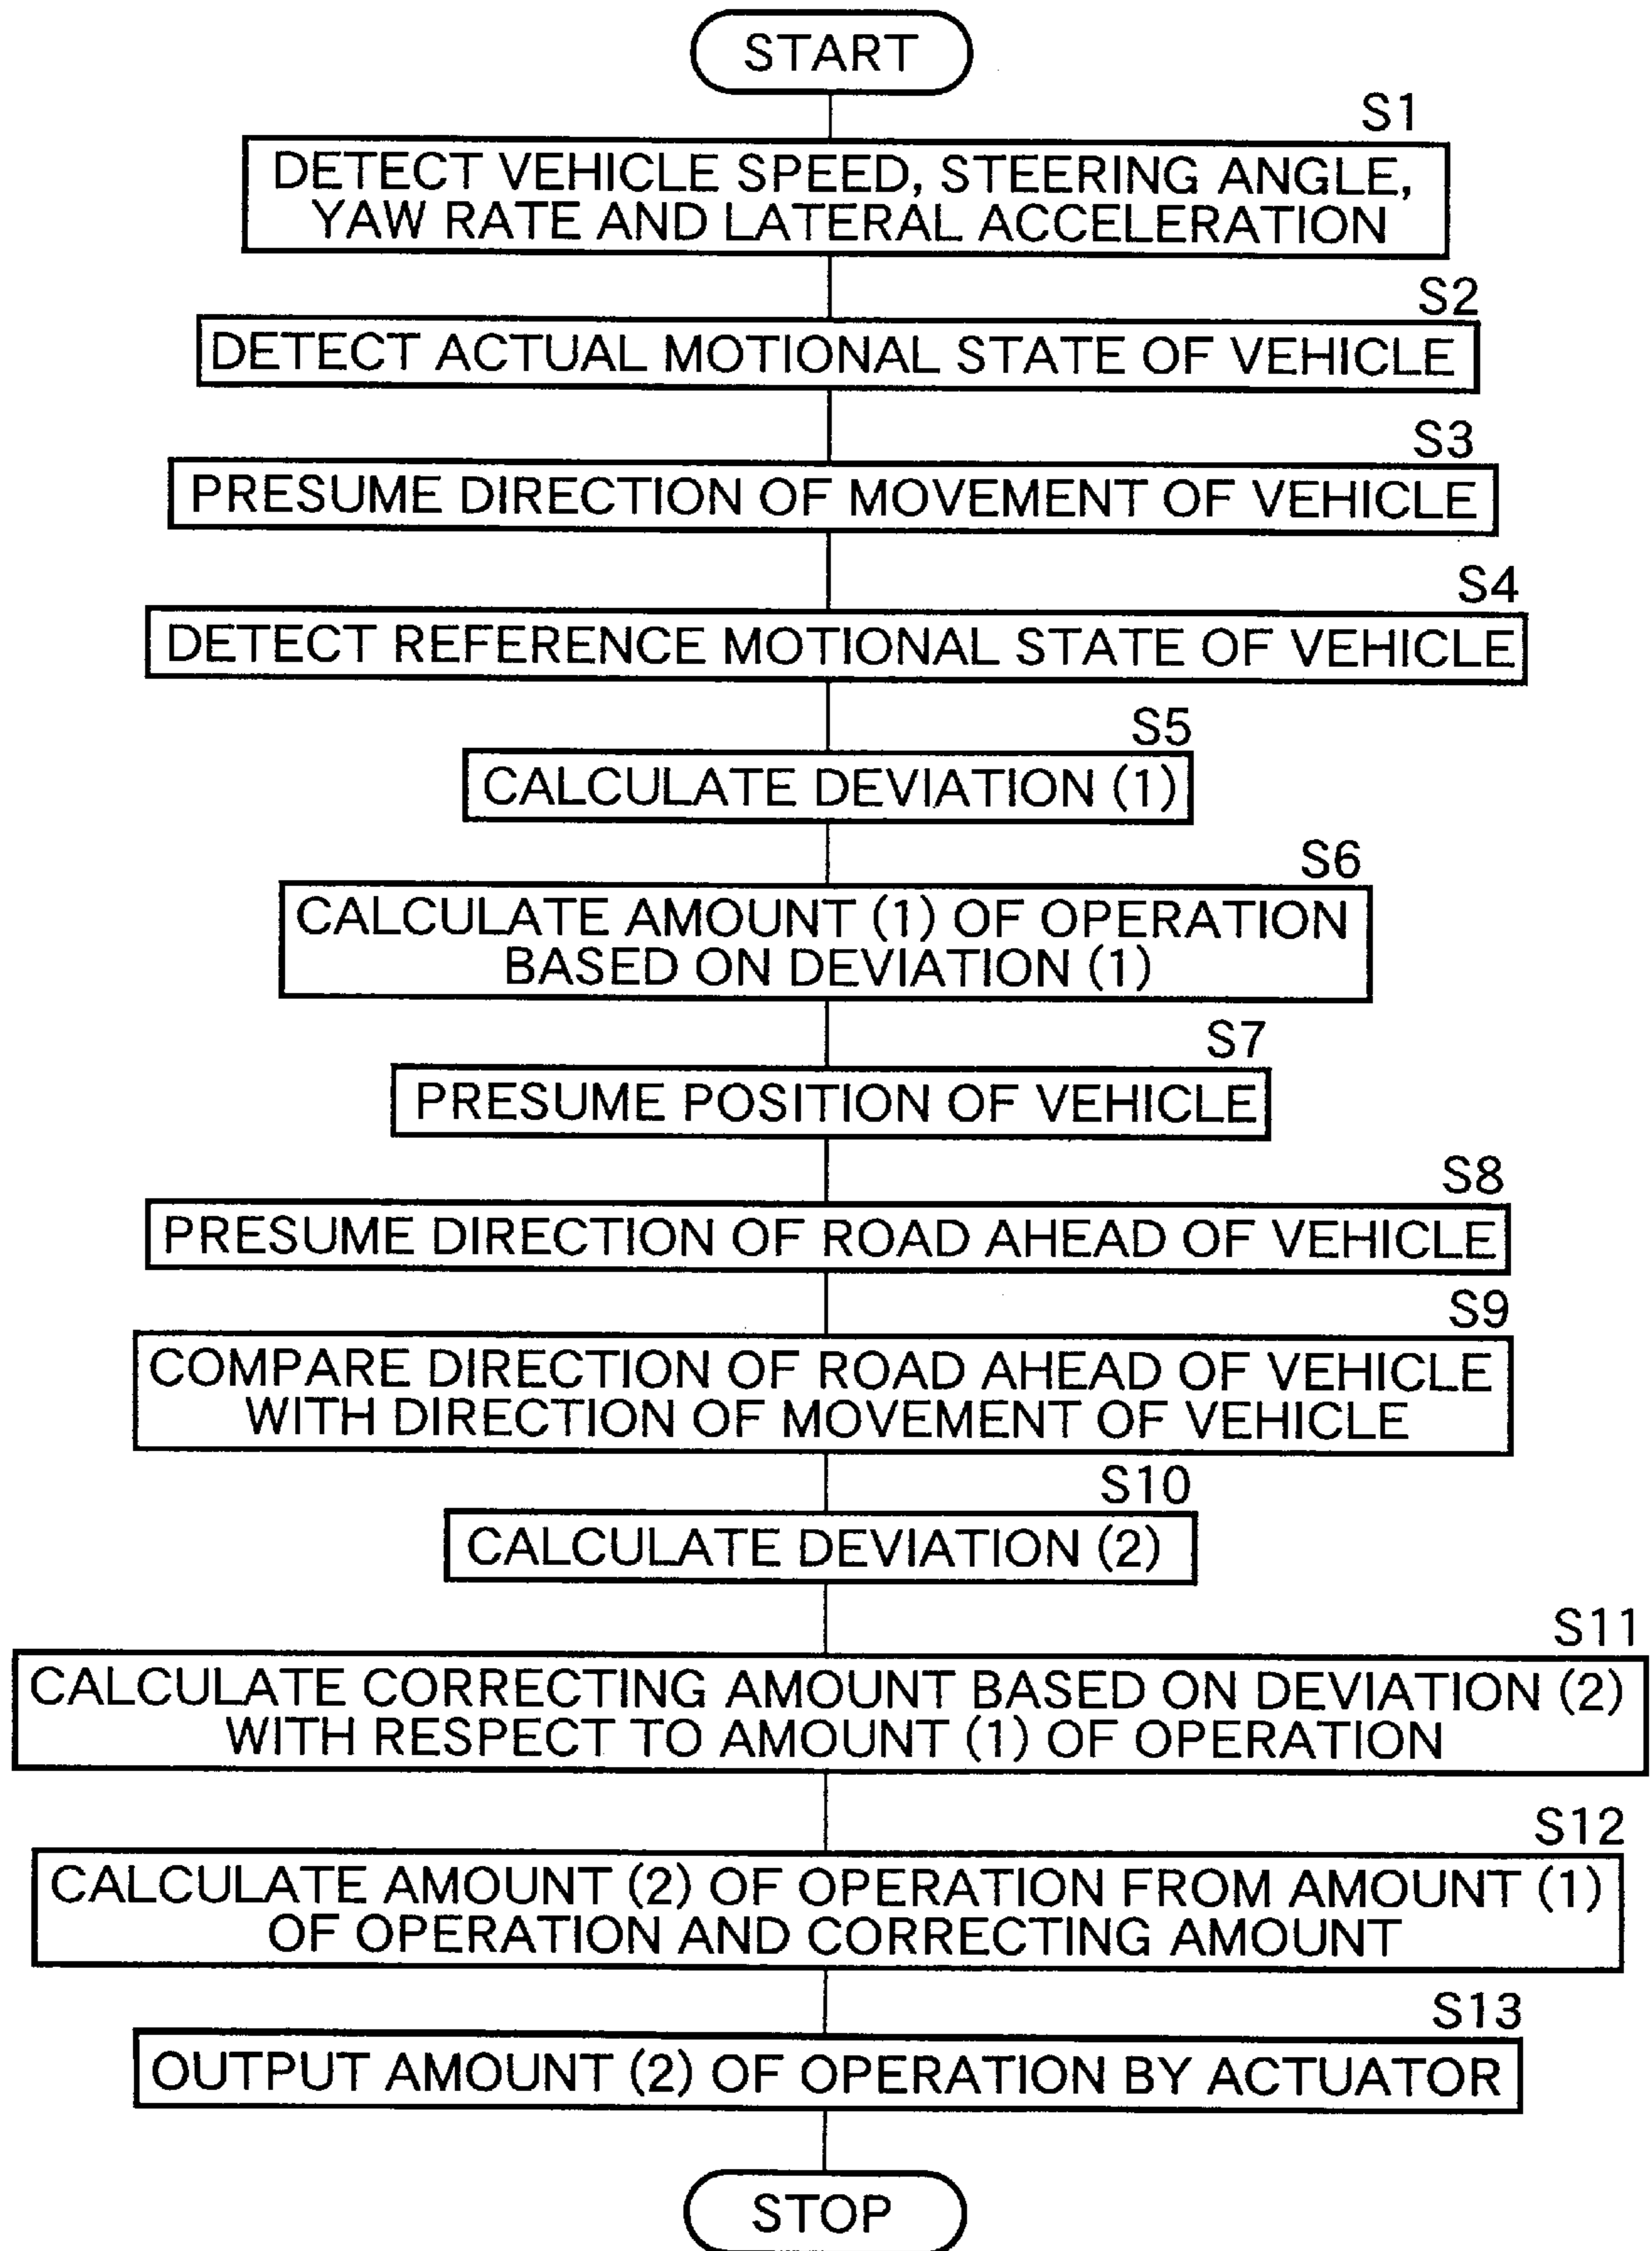 START
S1
DETECT VEHICLE SPEED, STEERING ANGLE,
YAW RATE AND LATERAL ACCELERATION
S2
DETECT ACTUAL MOTIONAL STATE OF VEHICLE
S3
PRESUME DIRECTION OF MOVEMENT OF VEHICLE
S4
DETECT REFERENCE MOTIONAL STATE OF VEHICLE
S5
CALCULATE DEVIATION (1)
S6
CALCULATE AMOUNT (1) OF OPERATION
BASED ON DEVIATION (1)
S7
PRESUME POSITION OF VEHICLE
S8
PRESUME DIRECTION OF ROAD AHEAD OF VEHICLE
S9
COMPARE DIRECTION OF ROAD AHEAD OF VEHICLE
WITH DIRECTION OF MOVEMENT OF VEHICLE
S10
CALCULATE DEVIATION (2)
S11
CALCULATE CORRECTING AMOUNT BASED ON DEVIATION (2)
WITH RESPECT TO AMOUNT (1) OF OPERATION
S12
CALCULATE AMOUNT (2) OF OPERATION FROM AMOUNT (1)
OF OPERATION AND CORRECTING AMOUNT
S13
OUTPUT AMOUNT (2) OF OPERATION BY ACTUATOR
STOP